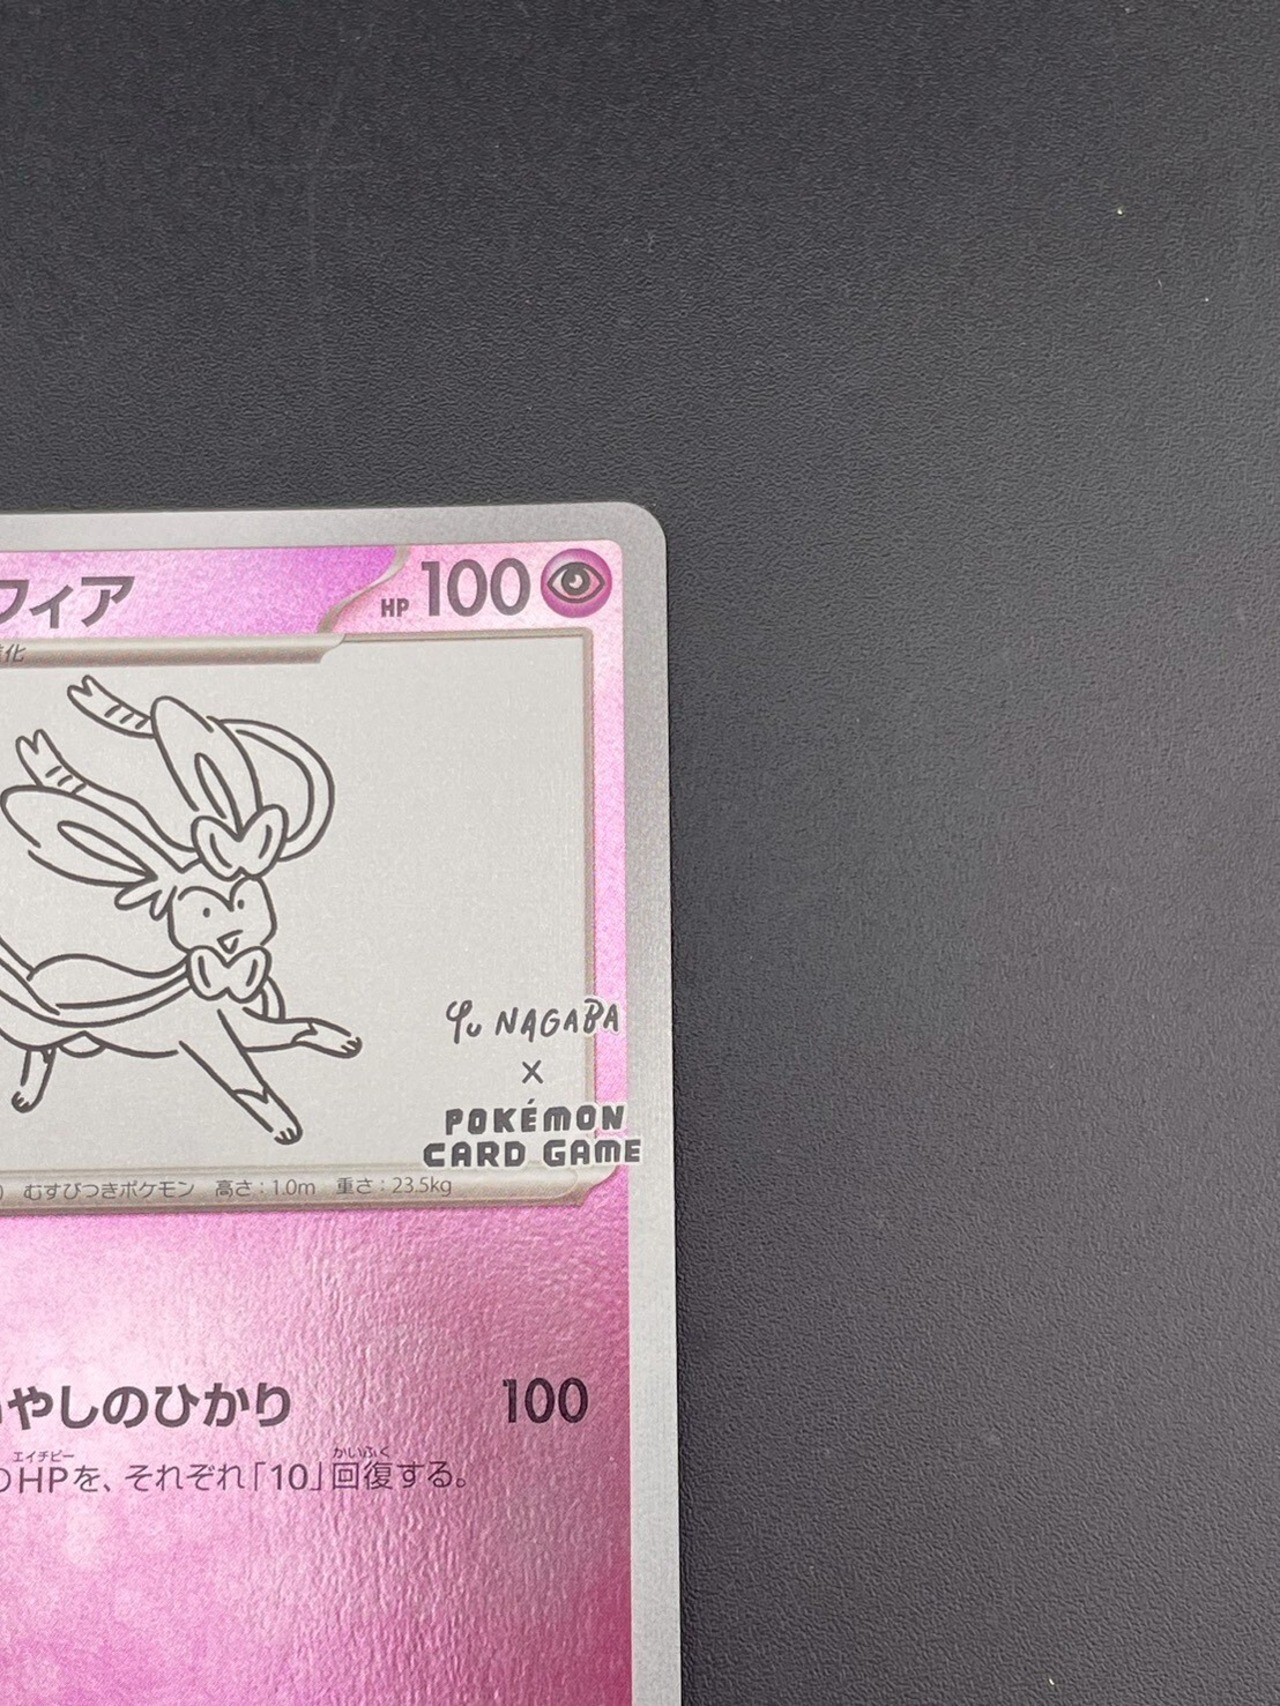 フィア
HP 100
進化
Yu NAGABA
×
POKÉMON
CARD GAME
むすびつきポケモン 高さ:1.0m 重さ:23.5kg
やしのひかり 100
エイチピー かいふく
のHPを、それぞれ「10」回復する。